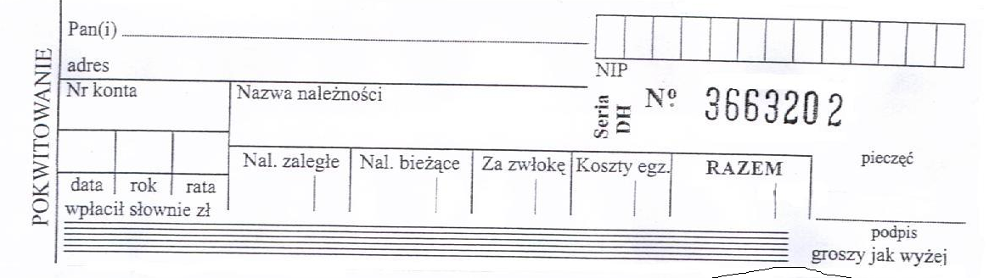 POKWITOWANIE
Pan(i)
adres
NIP
Nr konta
Nazwa należności
Seria DH
Nº 3663202
Nal. zaległe Nal. bieżące Za zwłokę Koszty egz. RAZEM
pieczęć
data rok rata
wpłacił słownie zł
podpis
groszy jak wyżej